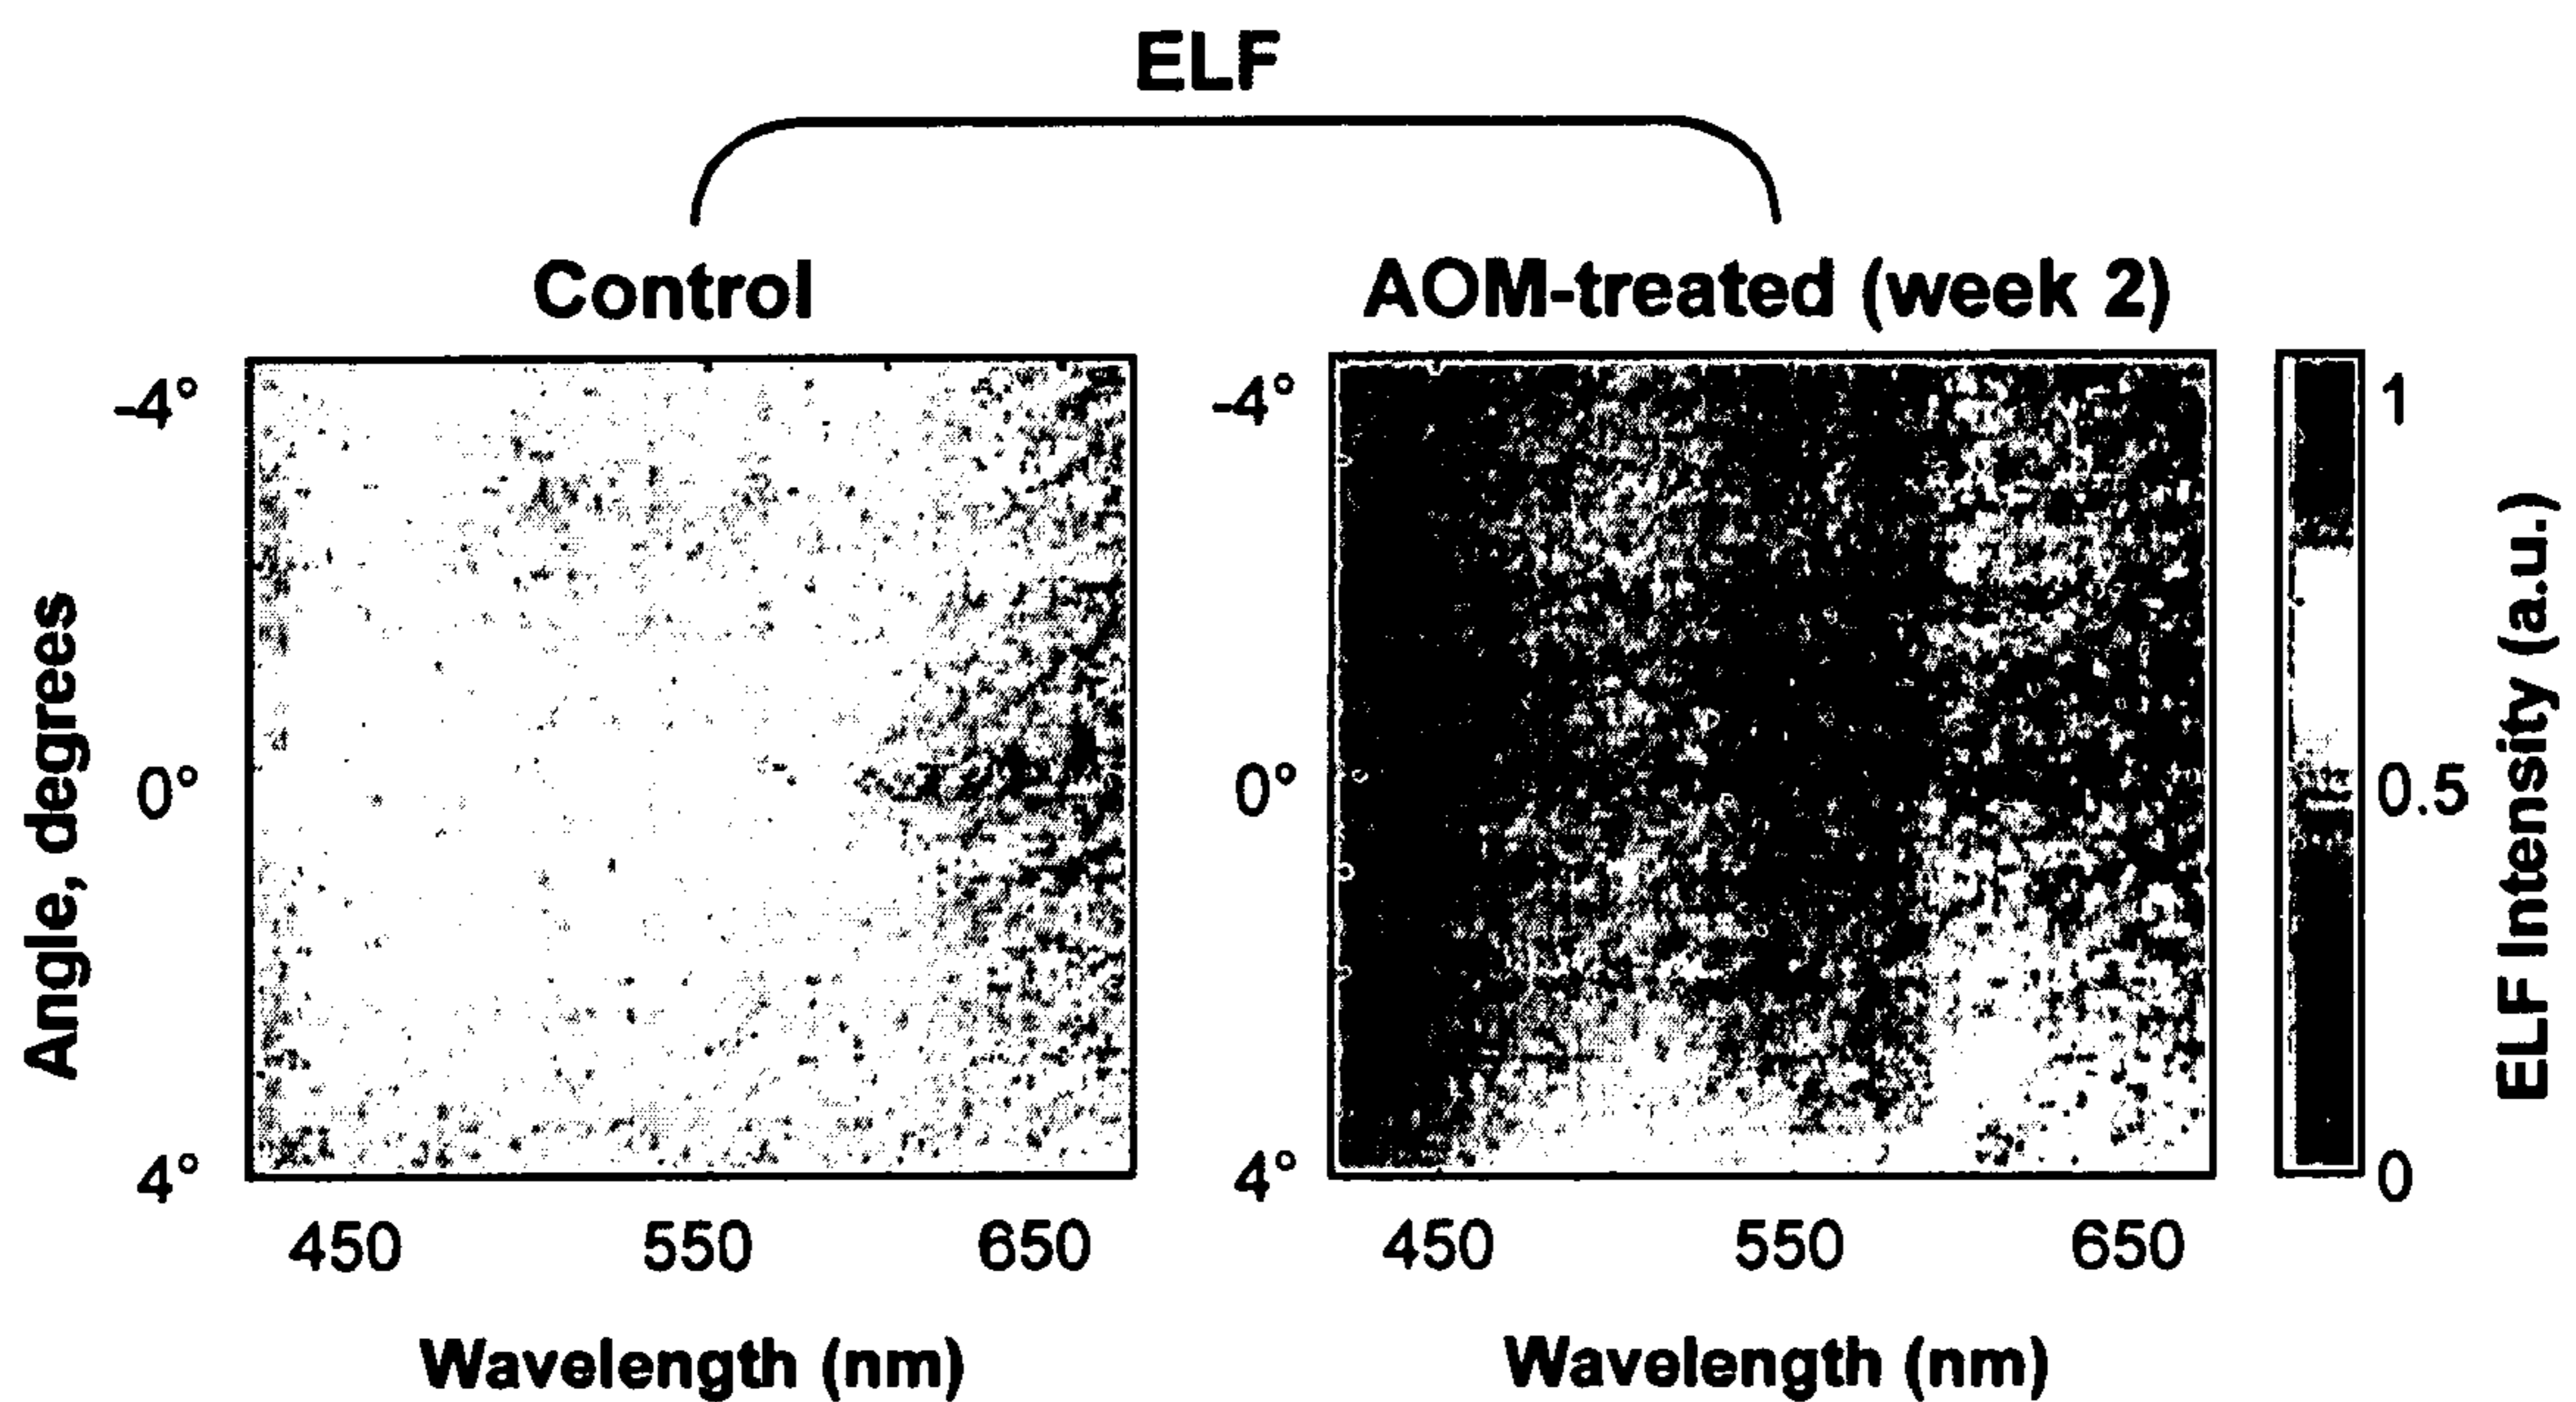 ELF
Control
AOM-treated (week 2)
Angle, degrees
-4°
0°
4°
450 550 650
Wavelength (nm)
-4°
0°
4°
450 550 650
Wavelength (nm)
1
0.5
0
ELF Intensity (a.u.)